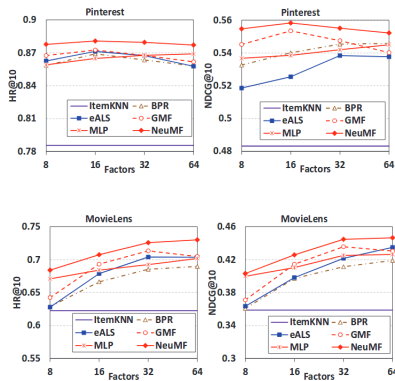 Pinterest
0.9
0.87
0.84
0.81
0.78
HR@10
ItemKNN
BPR
eALS
GMF
MLP
NeuMF
8
16
32
64
Factors
Pinterest
0.56
0.54
0.52
0.5
0.48
NDCG@10
ItemKNN
BPR
eALS
GMF
MLP
NeuMF
8
16
32
64
Factors
MovieLens
0.75
0.7
0.65
0.6
0.55
HR@10
ItemKNN
BPR
eALS
GMF
MLP
NeuMF
8
16
32
64
Factors
MovieLens
0.46
0.42
0.38
0.34
0.3
NDCG@10
ItemKNN
BPR
eALS
GMF
MLP
NeuMF
8
16
32
64
Factors